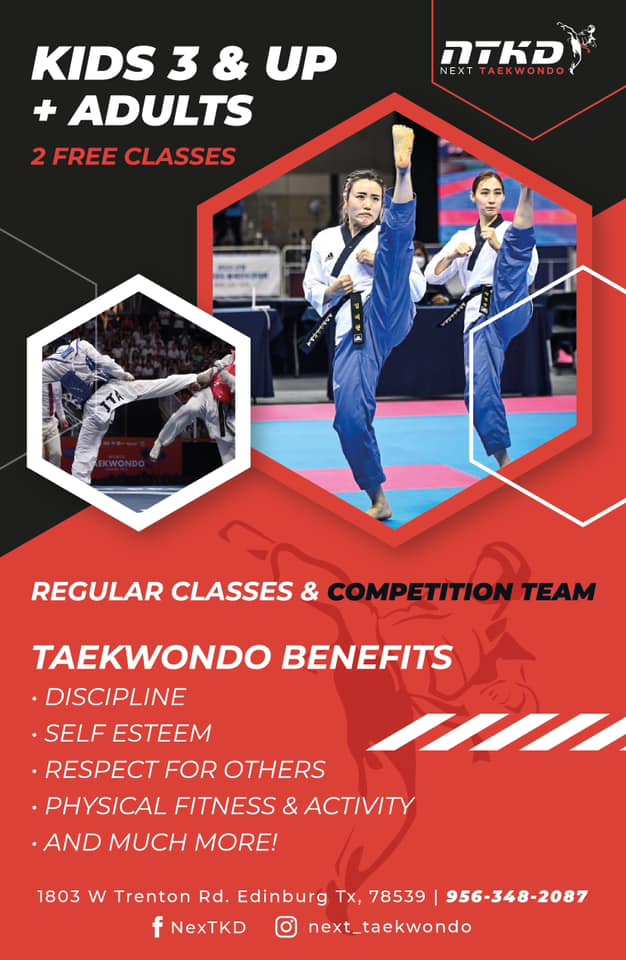 KIDS 3 & UP
+ ADULTS
2 FREE CLASSES
NTKD
NEXT TAEKWONDO
ITA
TAEKWONDO
REGULAR CLASSES & COMPETITION TEAM
TAEKWONDO BENEFITS
• DISCIPLINE
• SELF ESTEEM
• RESPECT FOR OTHERS
• PHYSICAL FITNESS & ACTIVITY
• AND MUCH MORE!
1803 W Trenton Rd. Edinburg Tx, 78539 | 956-348-2087
f NexTKD next_taekwondo